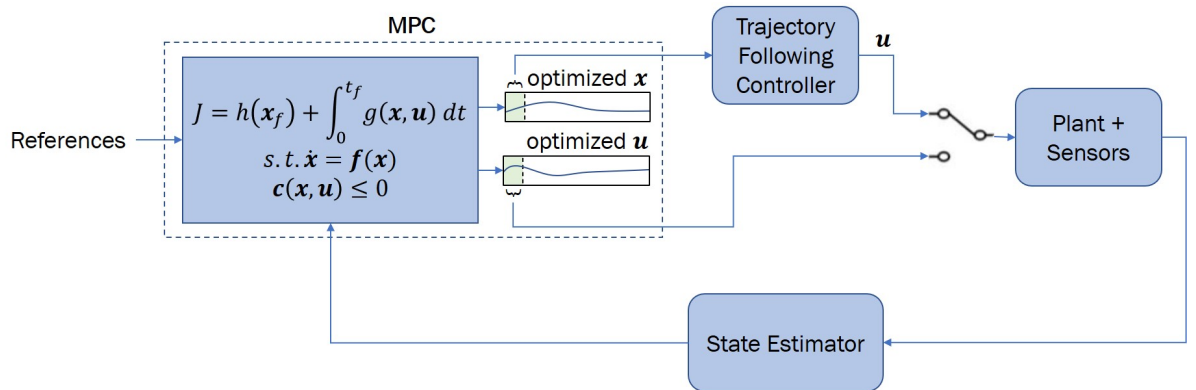 MPC
J = h(𝒙_f) + ∫_0^{t_f} g(𝒙, 𝒖) dt
s.t. 𝒙̇ = 𝒇(𝒙)
𝒄(𝒙, 𝒖) ≤ 0
References
optimized 𝒙
optimized 𝒖
Trajectory
Following
Controller
𝒖
Plant +
Sensors
State Estimator